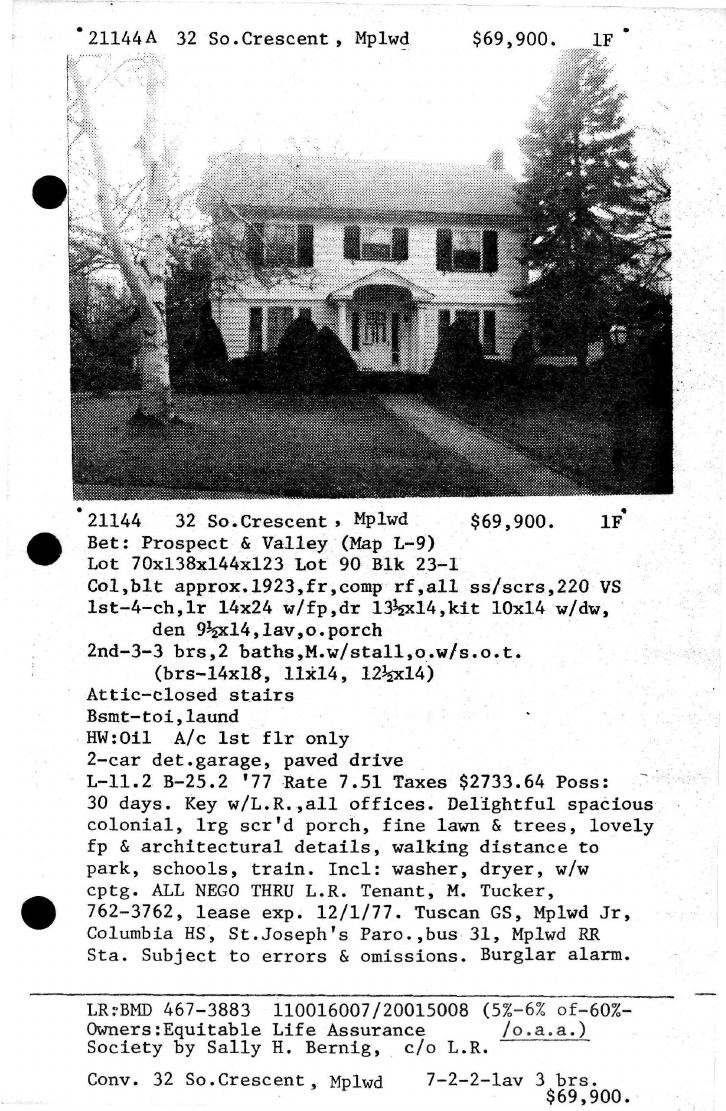 21144A 32 So.Crescent, Mplwd $69,900. 1F
21144 32 So.Crescent, Mplwd $69,900. 1F
Bet: Prospect & Valley (Map L-9)
Lot 70x138x144x123 Lot 90 Blk 23-1
Col,blt approx.1923,fr,comp rf,all ss/scrs,220 VS
1st-4-ch,lr 14x24 w/fp,dr 13½x14,kit 10x14 w/dw,
den 9½x14,lav,o.porch
2nd-3-3 brs,2 baths,M.w/stall,o.w/s.o.t.
(brs-14x18, 11x14, 12½x14)
Attic-closed stairs
Bsmt-toi,laund
HW:Oil A/c 1st flr only
2-car det.garage, paved drive
L-11.2 B-25.2 '77 Rate 7.51 Taxes $2733.64 Poss:
30 days. Key w/L.R.,all offices. Delightful spacious
colonial, lrg scr'd porch, fine lawn & trees, lovely
fp & architectural details, walking distance to
park, schools, train. Incl: washer, dryer, w/w
cptg. ALL NEGO THRU L.R. Tenant, M. Tucker,
762-3762, lease exp. 12/1/77. Tuscan GS, Mplwd Jr,
Columbia HS, St.Joseph's Paro.,bus 31, Mplwd RR
Sta. Subject to errors & omissions. Burglar alarm.
LR:BMD 467-3883 110016007/20015008 (5%-6% of-60%-
Owners:Equitable Life Assurance /o.a.a.)
Society by Sally H. Bernig, c/o L.R.
Conv. 32 So.Crescent, Mplwd 7-2-2-lav 3 brs.
$69,900.